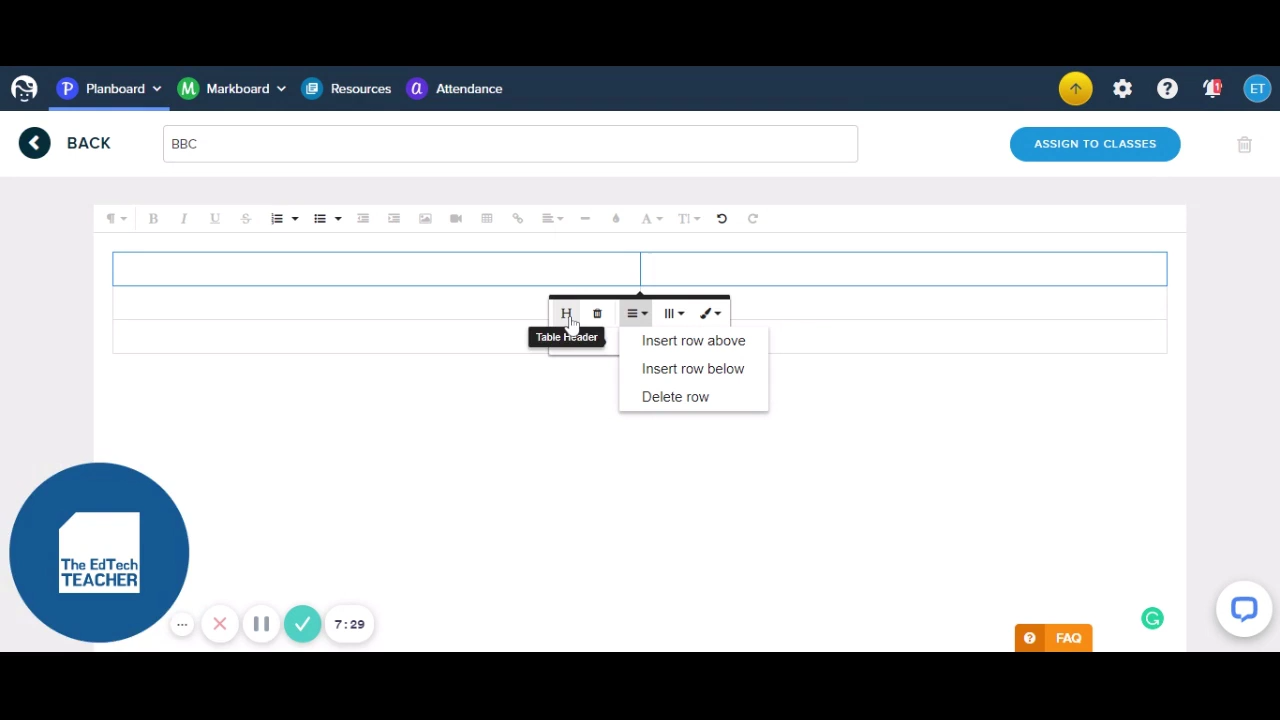 P Planboard M Markboard Resources a Attendance 1 ET
BACK BBC ASSIGN TO CLASSES
B I U S A T
H
Table Header
Insert row above
Insert row below
Delete row
The EdTech
TEACHER
7:29
FAQ